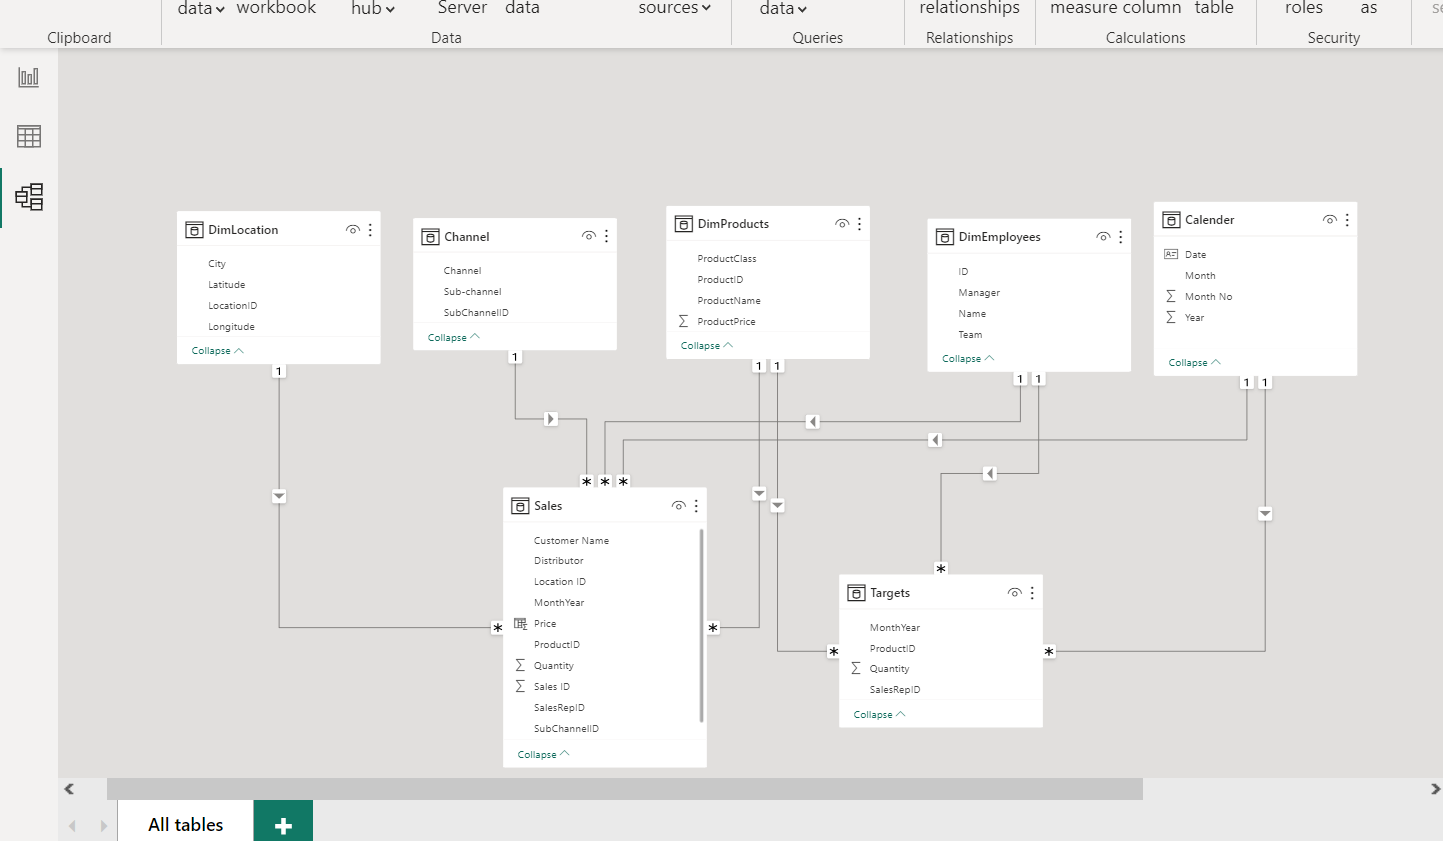 data workbook hub Server data sources data relationships measure column table roles as
Clipboard Data Queries Relationships Calculations Security
DimLocation
City
Latitude
LocationID
Longitude
Collapse
1
Channel
Channel
Sub-channel
SubChannelID
Collapse
1
DimProducts
ProductClass
ProductID
ProductName
ProductPrice
Collapse
1 1
DimEmployees
ID
Manager
Name
Team
Collapse
1 1
Calender
Date
Month
Month No
Year
Collapse
1 1
Sales
Customer Name
Distributor
Location ID
MonthYear
Price
ProductID
Quantity
Sales ID
SalesRepID
SubChannelID
Collapse
Targets
MonthYear
ProductID
Quantity
SalesRepID
Collapse
All tables